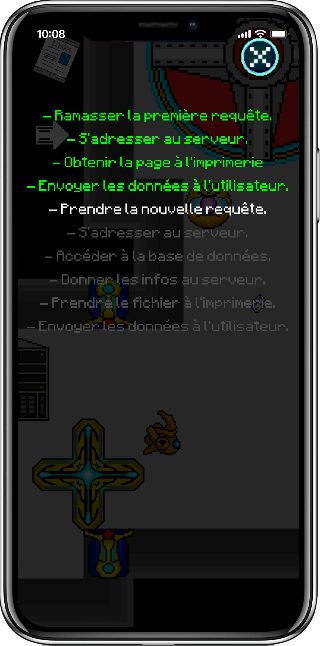 10:08
– Ramasser la première requête.
– S'adresser au serveur.
– Obtenir la page à l'imprimerie
– Envoyer les données à l'utilisateur.
– Prendre la nouvelle requête.
– S'adresser au serveur.
– Accéder à la base de données.
– Donner les infos au serveur.
– Prendre le fichier à l'imprimerie.
– Envoyer les données à l'utilisateur.